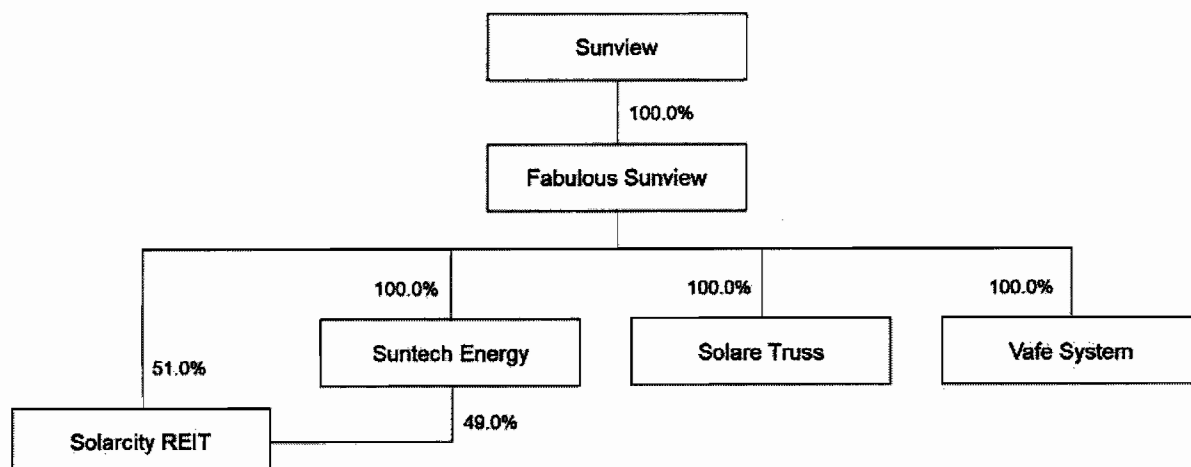 Sunview
100.0%
Fabulous Sunview
100.0%
100.0%
100.0%
Suntech Energy
Solare Truss
Vafe System
51.0%
49.0%
Solarcity REIT